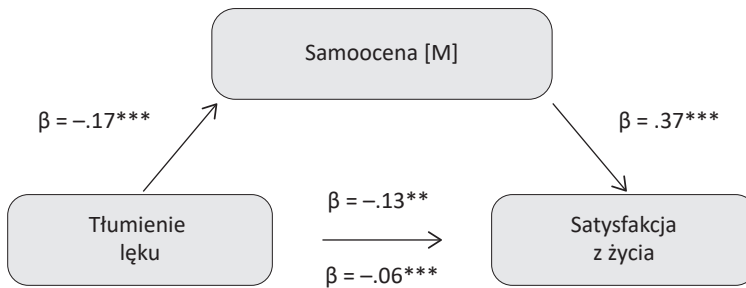 Samoocena [M]
β = –.17***
β = .37***
Tłumienie
lęku
β = –.13**
β = –.06***
Satysfakcja
z życia